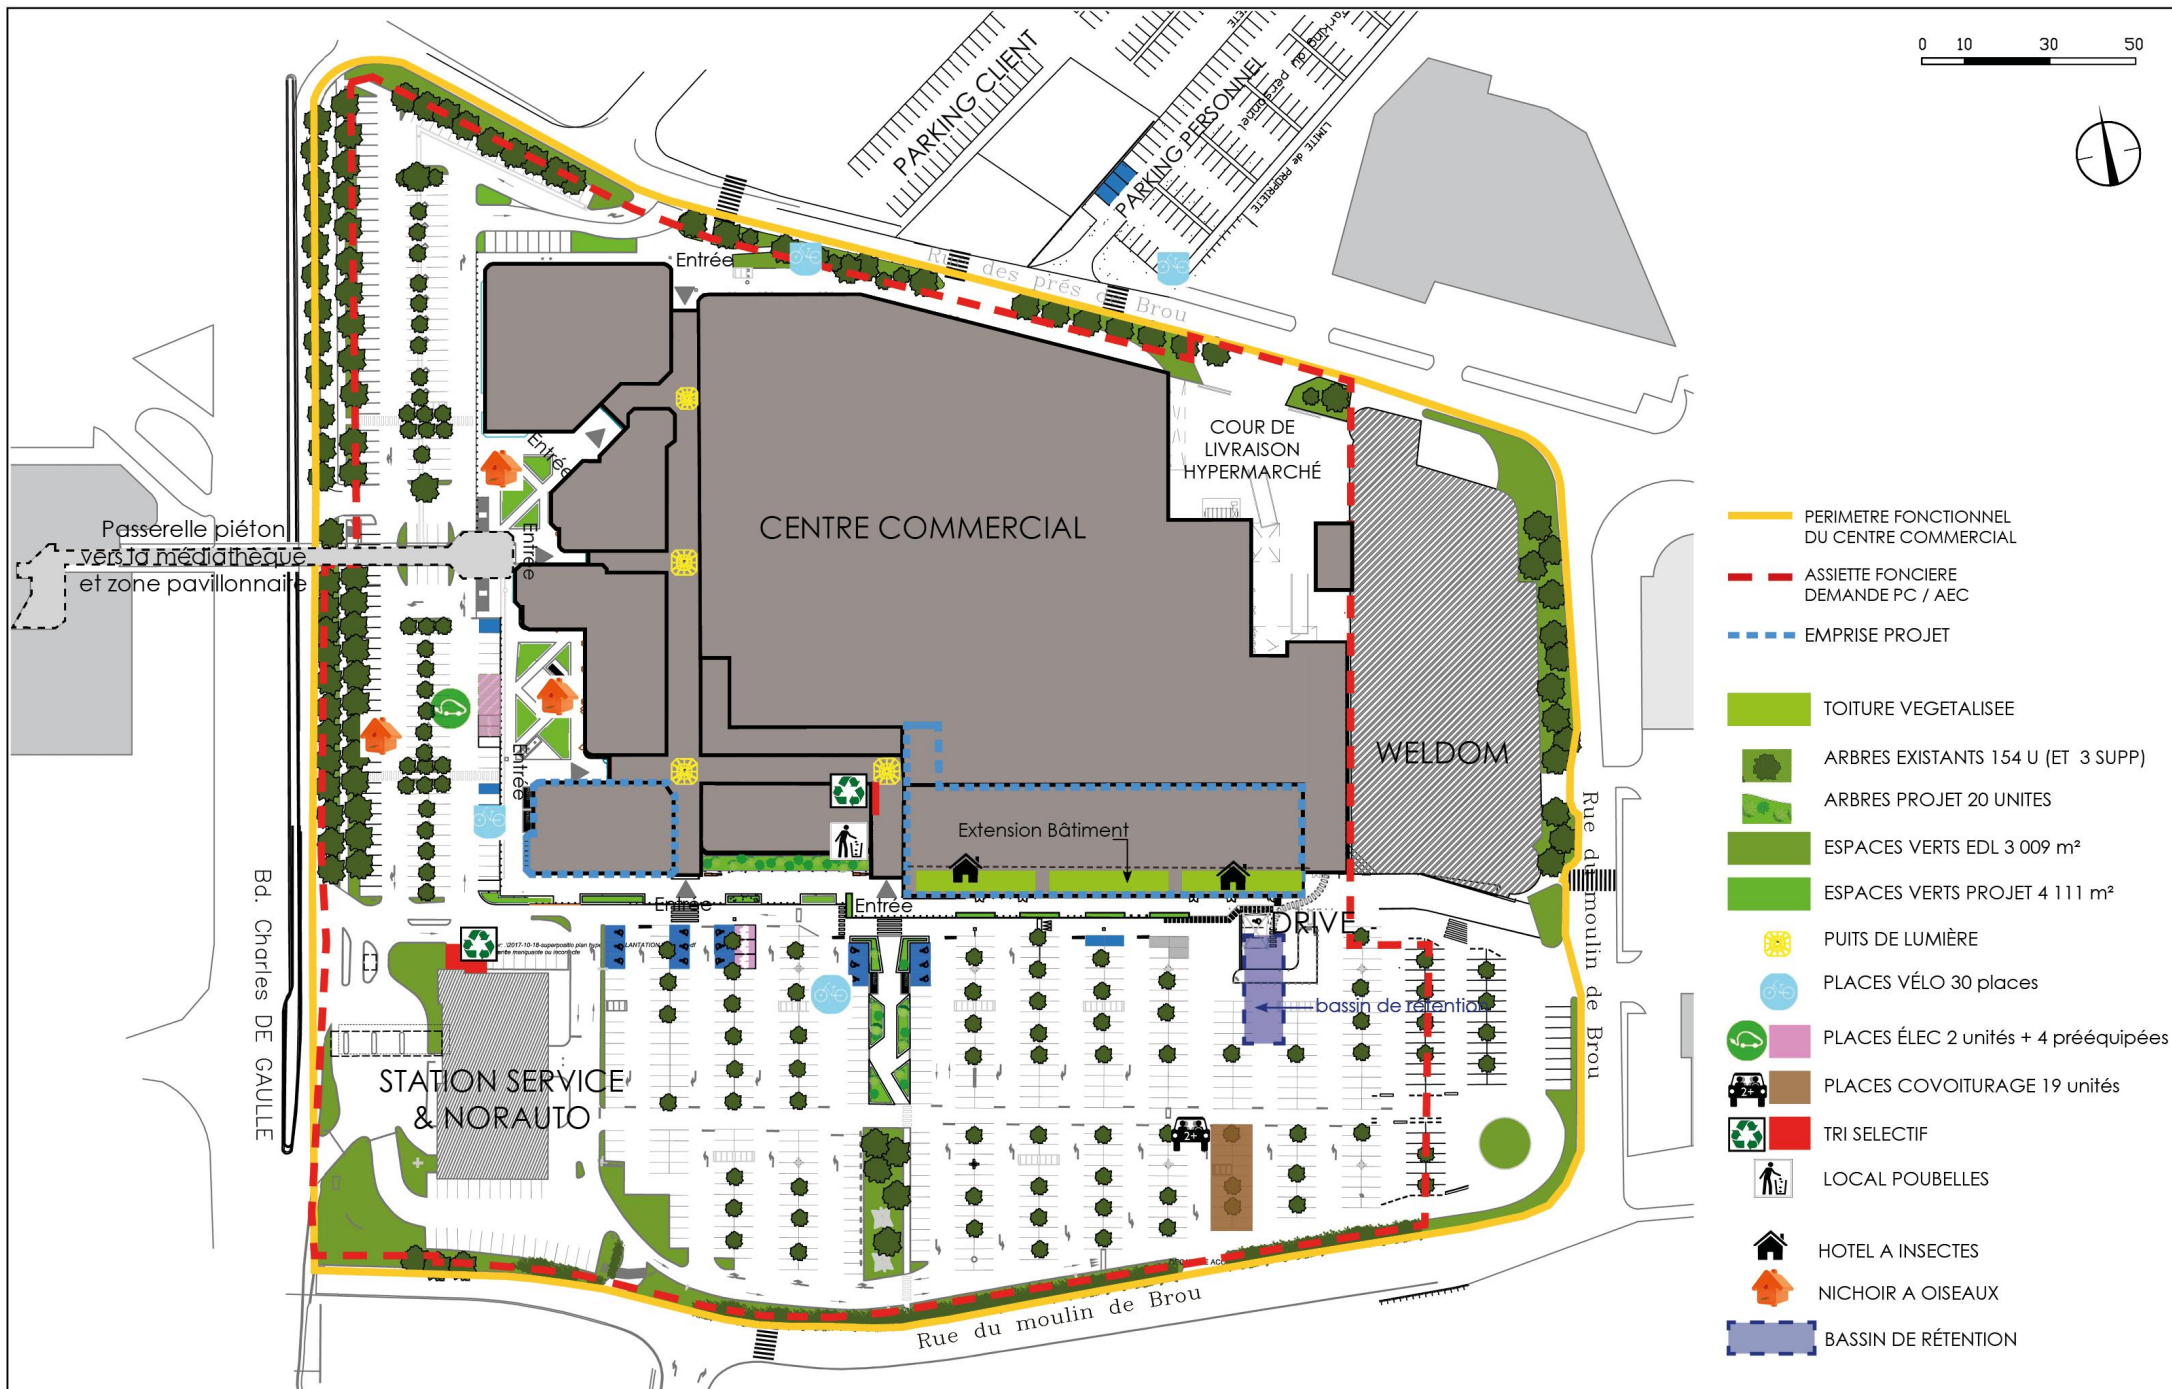 0 10 30 50
PARKING CLIENT
PARKING PERSONNEL
Parking du personnel
LIMITE de PROPRIETE
Rue des prés de Brou
Entrée
Entrée
COUR DE
LIVRAISON
HYPERMARCHÉ
CENTRE COMMERCIAL
Passerelle piéton
vers la médiathèque
et zone pavillonnaire
Entrée
Entrée
WELDOM
Extension Bâtiment
Entrée
Entrée
DRIVE
bassin de rétention
Bd. Charles DE GAULLE
STATION SERVICE
& NORAUTO
2+
Rue du moulin de Brou
Rue du moulin de Brou
PERIMETRE FONCTIONNEL
DU CENTRE COMMERCIAL
ASSIETTE FONCIERE
DEMANDE PC / AEC
EMPRISE PROJET
TOITURE VEGETALISEE
ARBRES EXISTANTS 154 U (ET 3 SUPP)
ARBRES PROJET 20 UNITES
ESPACES VERTS EDL 3 009 m²
ESPACES VERTS PROJET 4 111 m²
PUITS DE LUMIÈRE
PLACES VÉLO 30 places
PLACES ÉLEC 2 unités + 4 prééquipées
2+
PLACES COVOITURAGE 19 unités
TRI SELECTIF
LOCAL POUBELLES
HOTEL A INSECTES
NICHOIR A OISEAUX
BASSIN DE RÉTENTION